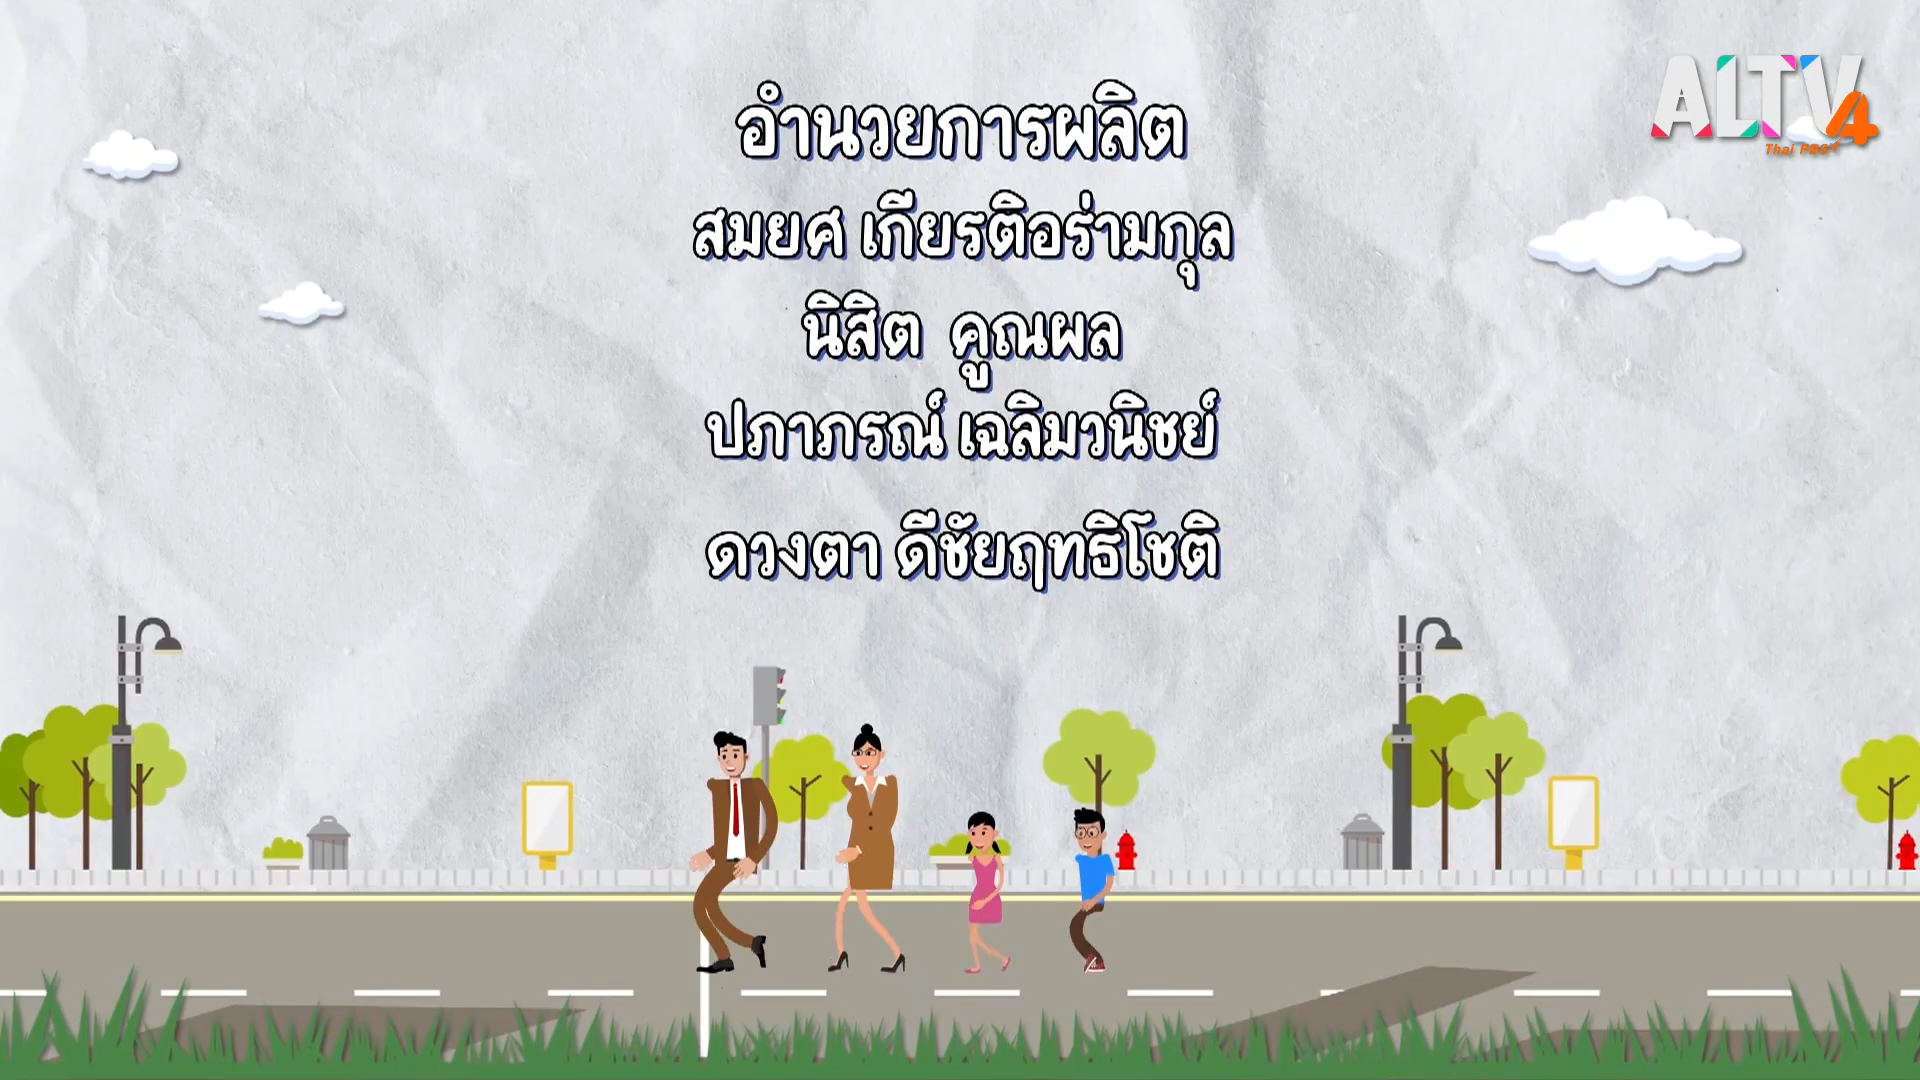 ALTV4
Thai PBS
อำนวยการผลิต
สมยศ เกียรติอร่ามกุล
นิสิต คูณผล
ปภาภรณ์ เฉลิมวนิชย์
ดวงตา ดีชัยฤทธิโชติ